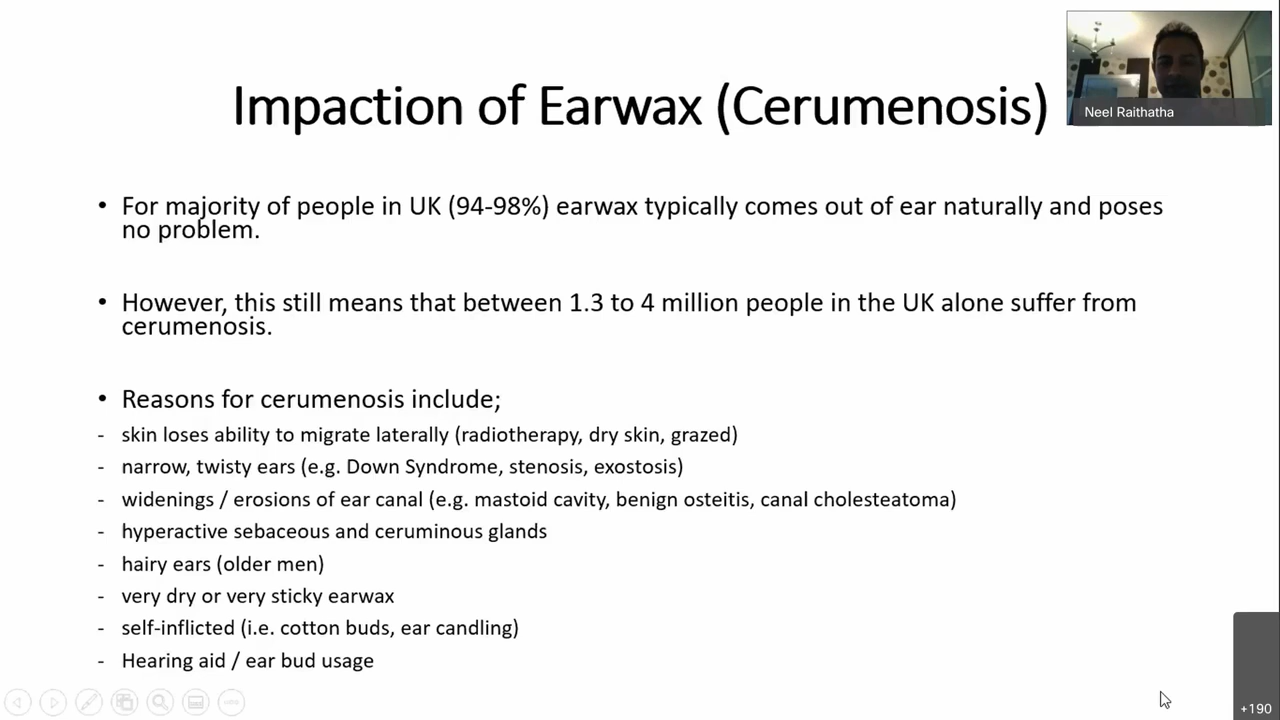 Impaction of Earwax (Cerumenosis)
Neel Raithatha
• For majority of people in UK (94-98%) earwax typically comes out of ear naturally and poses
no problem.
• However, this still means that between 1.3 to 4 million people in the UK alone suffer from
cerumenosis.
• Reasons for cerumenosis include;
- skin loses ability to migrate laterally (radiotherapy, dry skin, grazed)
- narrow, twisty ears (e.g. Down Syndrome, stenosis, exostosis)
- widenings / erosions of ear canal (e.g. mastoid cavity, benign osteitis, canal cholesteatoma)
- hyperactive sebaceous and ceruminous glands
- hairy ears (older men)
- very dry or very sticky earwax
- self-inflicted (i.e. cotton buds, ear candling)
- Hearing aid / ear bud usage
+190